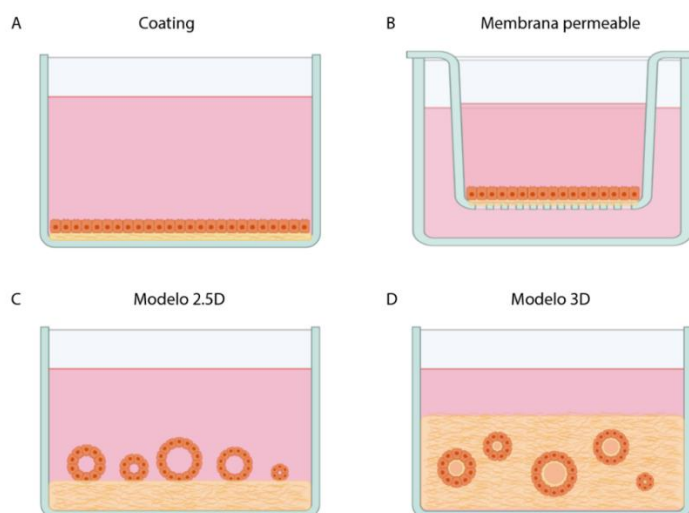 A
Coating
B
Membrana permeable
C
Modelo 2.5D
D
Modelo 3D